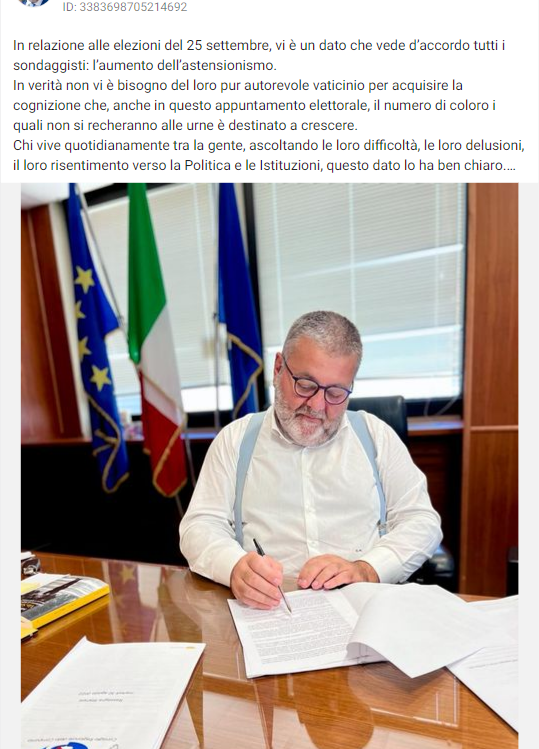 ID: 3383698705214692
In relazione alle elezioni del 25 settembre, vi è un dato che vede d’accordo tutti i
sondaggisti: l’aumento dell’astensionismo.
In verità non vi è bisogno del loro pur autorevole vaticinio per acquisire la
cognizione che, anche in questo appuntamento elettorale, il numero di coloro i
quali non si recheranno alle urne è destinato a crescere.
Chi vive quotidianamente tra la gente, ascoltando le loro difficoltà, le loro delusioni,
il loro risentimento verso la Politica e le Istituzioni, questo dato lo ha ben chiaro....